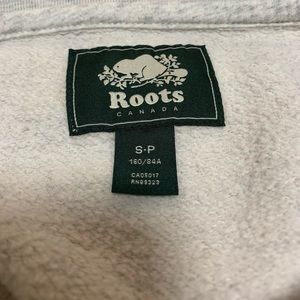 Roots
CANADA
S-P
160/84A
CA05017
RN99323